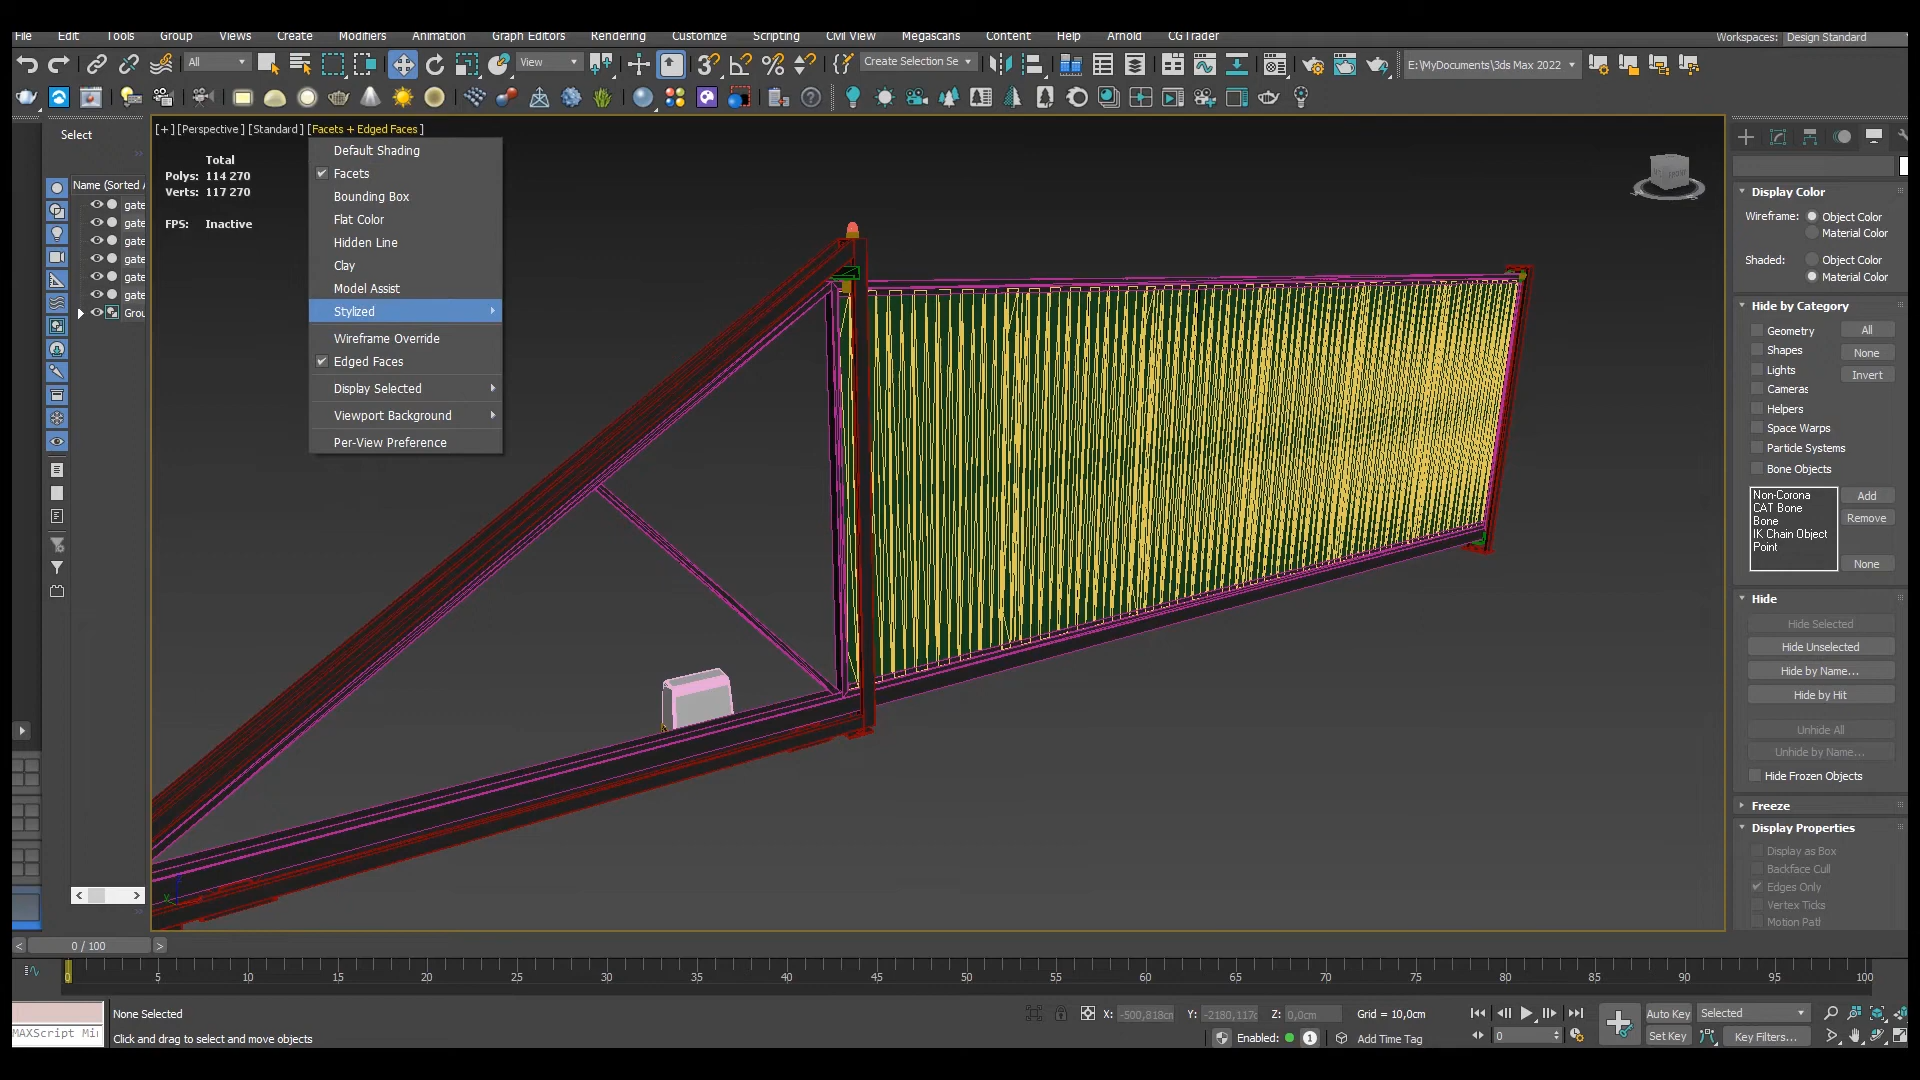 File Edit Tools Group Views Create Modifiers Animation Graph Editors Rendering Customize Scripting Civil View Megascans Content Help Arnold CGTrader
Workspaces: Design Standard
All
View
Create Selection Se
E:\MyDocuments\3ds Max 2022
Select
Name (Sorted A
gate
gate
gate
gate
gate
gate
Grou
[+] [Perspective] [Standard] [Facets + Edged Faces]
Total
Polys: 114 270
Verts: 117 270
FPS: Inactive
Default Shading
Facets
Bounding Box
Flat Color
Hidden Line
Clay
Model Assist
Stylized
Wireframe Override
Edged Faces
Display Selected
Viewport Background
Per-View Preference
Display Color
Wireframe: Object Color
Material Color
Shaded: Object Color
Material Color
Hide by Category
Geometry All
Shapes None
Lights Invert
Cameras
Helpers
Space Warps
Particle Systems
Bone Objects
Non-Corona Add
CAT Bone
Bone Remove
IK Chain Object
Point
None
Hide
Hide Selected
Hide Unselected
Hide by Name...
Hide by Hit
Unhide All
Unhide by Name...
Hide Frozen Objects
Freeze
Display Properties
Display as Box
Backface Cull
Edges Only
Vertex Ticks
Motion Path
< 0 / 100 >
0 5 10 15 20 25 30 35 40 45 50 55 60 65 70 75 80 85 90 95 100
MAXScript Mi
None Selected
Click and drag to select and move objects
X: -500,818cm Y: -2180,117c Z: 0,0cm Grid = 10,0cm
Enabled: 1 Add Time Tag
0
Auto Key Selected
Set Key Key Filters...